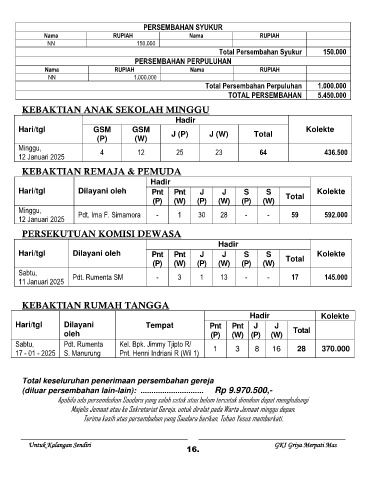 PERSEMBAHAN SYUKUR
Nama RUPIAH Nama RUPIAH
NN 150.000
Total Persembahan Syukur 150.000
PERSEMBAHAN PERPULUHAN
Nama RUPIAH Nama RUPIAH
NN 1.000.000
Total Persembahan Perpuluhan 1.000.000
TOTAL PERSEMBAHAN 5.450.000
KEBAKTIAN ANAK SEKOLAH MINGGU
Hari/tgl Hadir Kolekte
GSM (P) GSM (W) J (P) J (W) Total
Minggu, 12 Januari 2025 4 12 25 23 64 436.500
KEBAKTIAN REMAJA & PEMUDA
Hari/tgl Dilayani oleh Hadir Kolekte
Pnt (P) Pnt (W) J (P) J (W) S (P) S (W) Total
Minggu, 12 Januari 2025 Pdt. Ima F. Simamora - 1 30 28 - - 59 592.000
PERSEKUTUAN KOMISI DEWASA
Hari/tgl Dilayani oleh Hadir Kolekte
Pnt (P) Pnt (W) J (P) J (W) S (P) S (W) Total
Sabtu, 11 Januari 2025 Pdt. Rumenta SM - 3 1 13 - - 17 145.000
KEBAKTIAN RUMAH TANGGA
Hari/tgl Dilayani oleh Tempat Hadir Kolekte
Pnt (P) Pnt (W) J (P) J (W) Total
Sabtu, 17 - 01 - 2025 Pdt. Rumenta S. Manurung Kel. Bpk. Jimmy Tjipto R/ Pnt. Henni Indriani R (Wil 1) 1 3 8 16 28 370.000
Total keseluruhan penerimaan persembahan gereja
(diluar persembahan lain-lain): ............................. Rp 9.970.500,-
Apabila ada persembahan Saudara yang salah cetak atau belum tercetak dimohon dapat menghubungi
Majelis Jemaat atau ke Sekretariat Gereja, untuk diralat pada Warta Jemaat minggu depan.
Terima kasih atas persembahan yang Saudara berikan. Tuhan Yesus memberkati.
Untuk Kalangan Sendiri GKI Griya Merpati Mas
16.